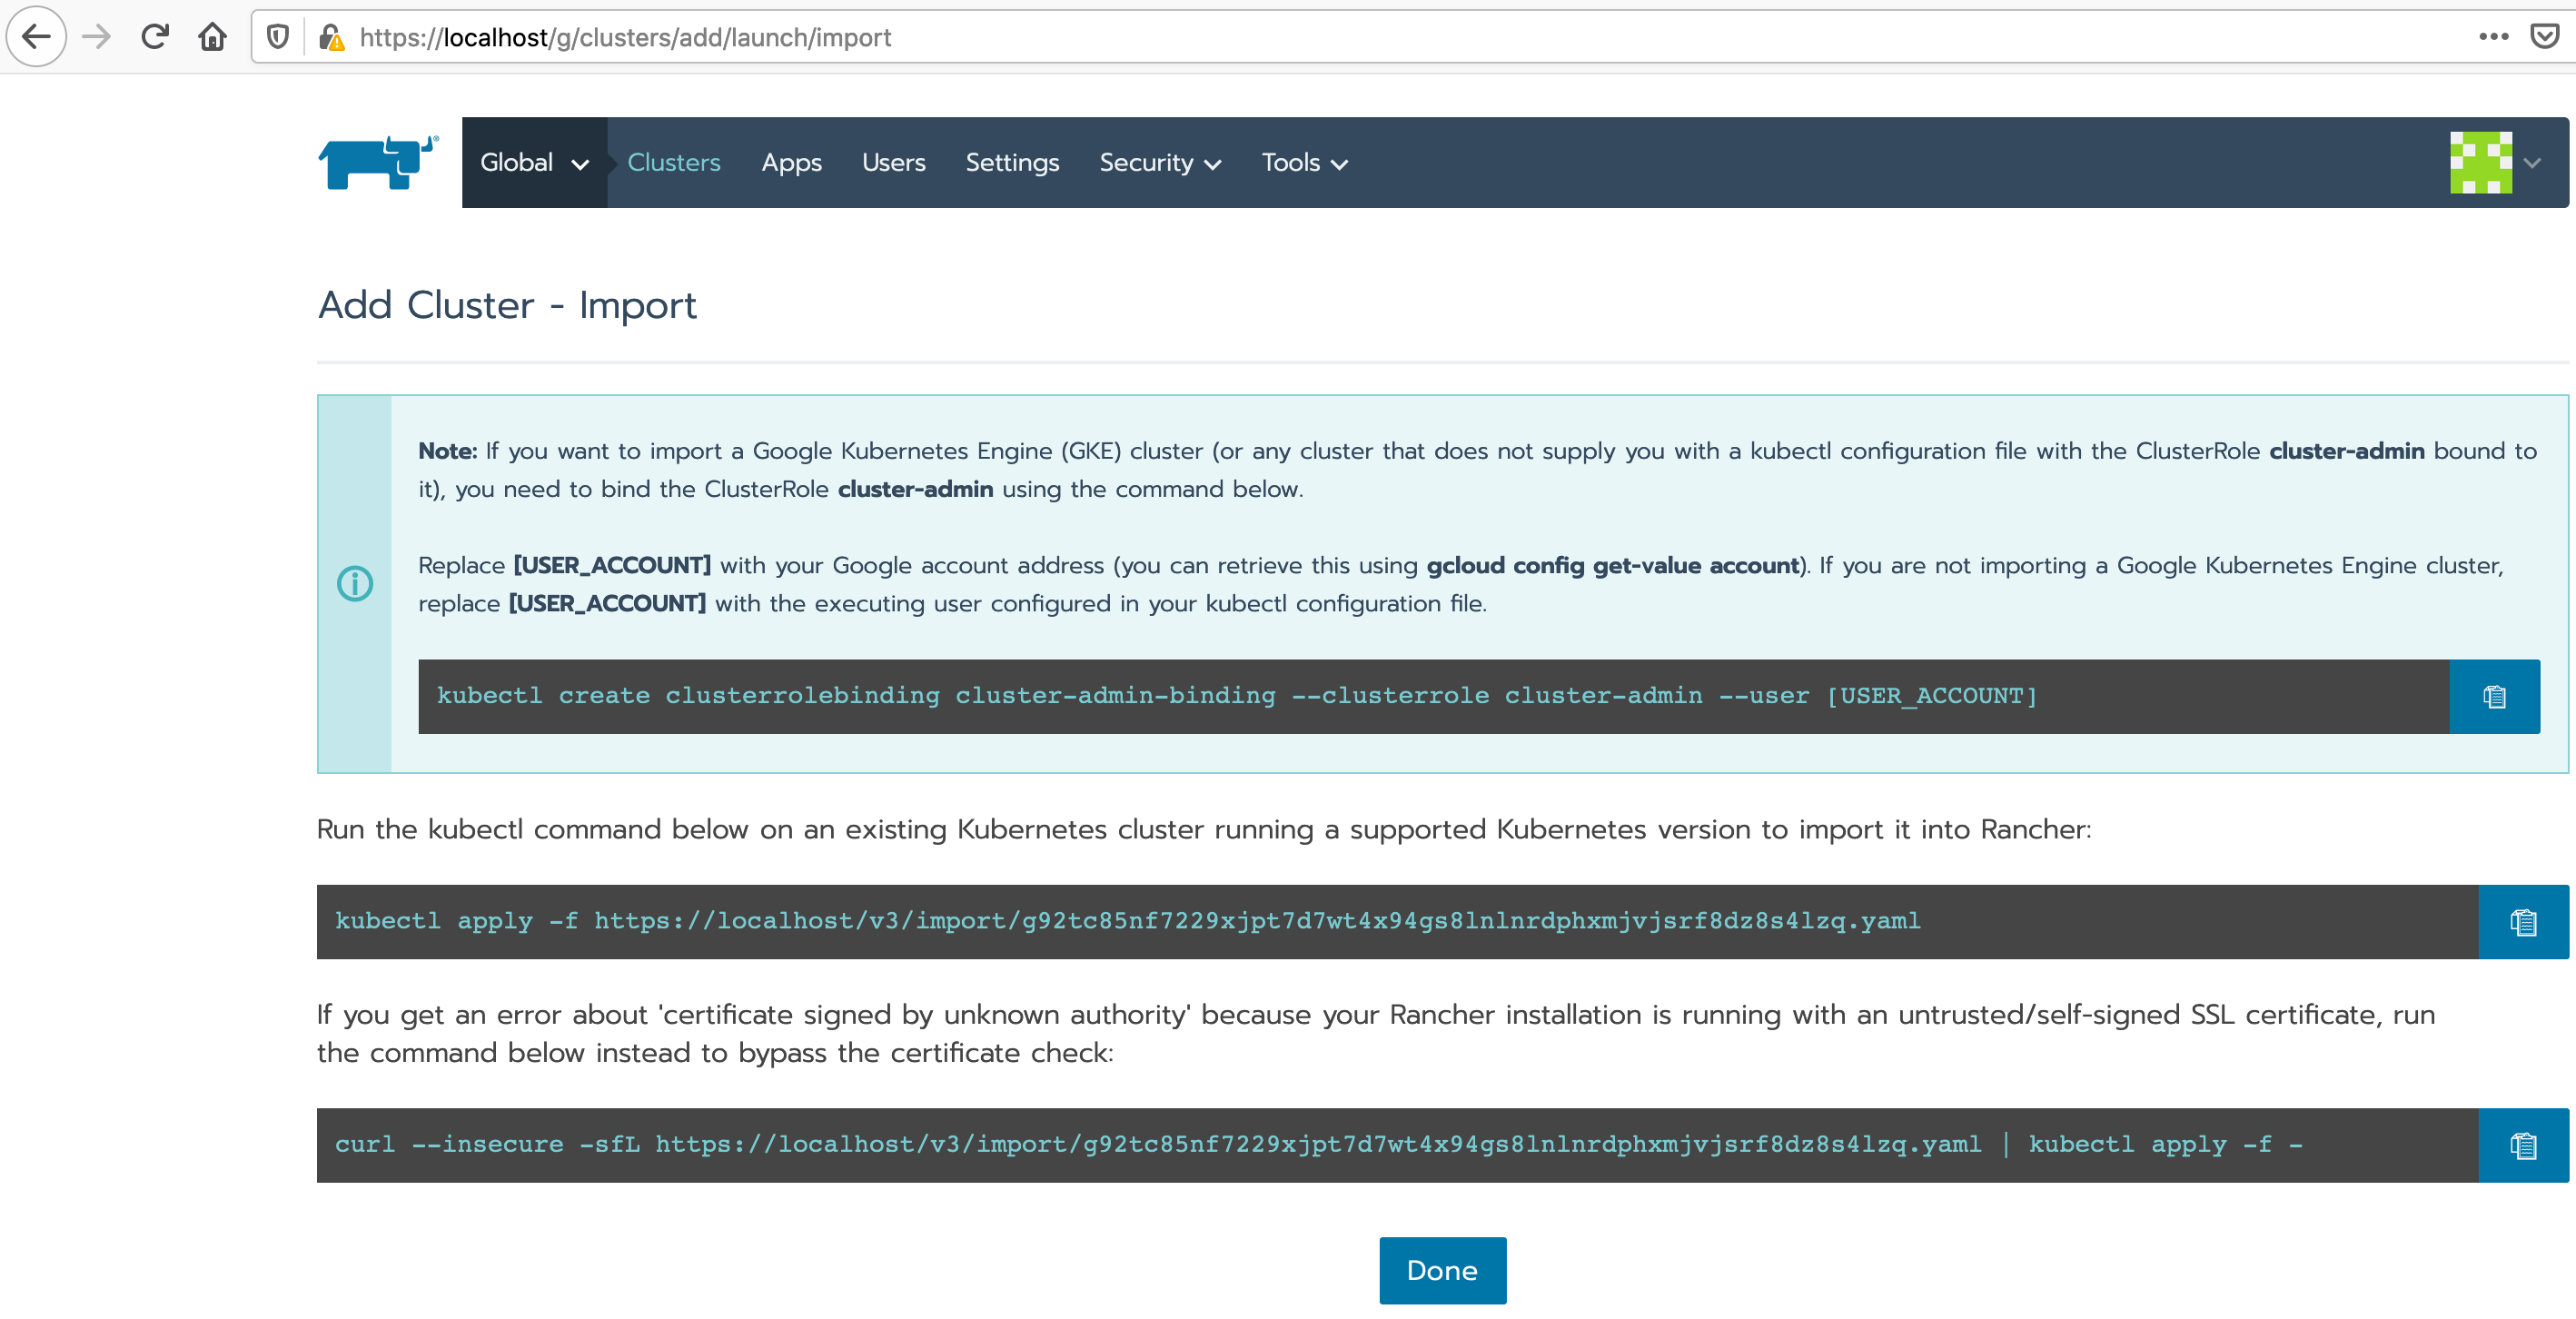 https://localhost/g/clusters/add/launch/import
Global Clusters Apps Users Settings Security Tools
Add Cluster - Import
Note: If you want to import a Google Kubernetes Engine (GKE) cluster (or any cluster that does not supply you with a kubectl configuration file with the ClusterRole cluster-admin bound to
it), you need to bind the ClusterRole cluster-admin using the command below.
Replace [USER_ACCOUNT] with your Google account address (you can retrieve this using gcloud config get-value account). If you are not importing a Google Kubernetes Engine cluster,
replace [USER_ACCOUNT] with the executing user configured in your kubectl configuration file.
kubectl create clusterrolebinding cluster-admin-binding --clusterrole cluster-admin --user [USER_ACCOUNT]
Run the kubectl command below on an existing Kubernetes cluster running a supported Kubernetes version to import it into Rancher:
kubectl apply -f https://localhost/v3/import/g92tc85nf7229xjpt7d7wt4x94gs8lnlnrdphxmjvjsrf8dz8s4lzq.yaml
If you get an error about 'certificate signed by unknown authority' because your Rancher installation is running with an untrusted/self-signed SSL certificate, run
the command below instead to bypass the certificate check:
curl --insecure -sfL https://localhost/v3/import/g92tc85nf7229xjpt7d7wt4x94gs8lnlnrdphxmjvjsrf8dz8s4lzq.yaml | kubectl apply -f -
Done